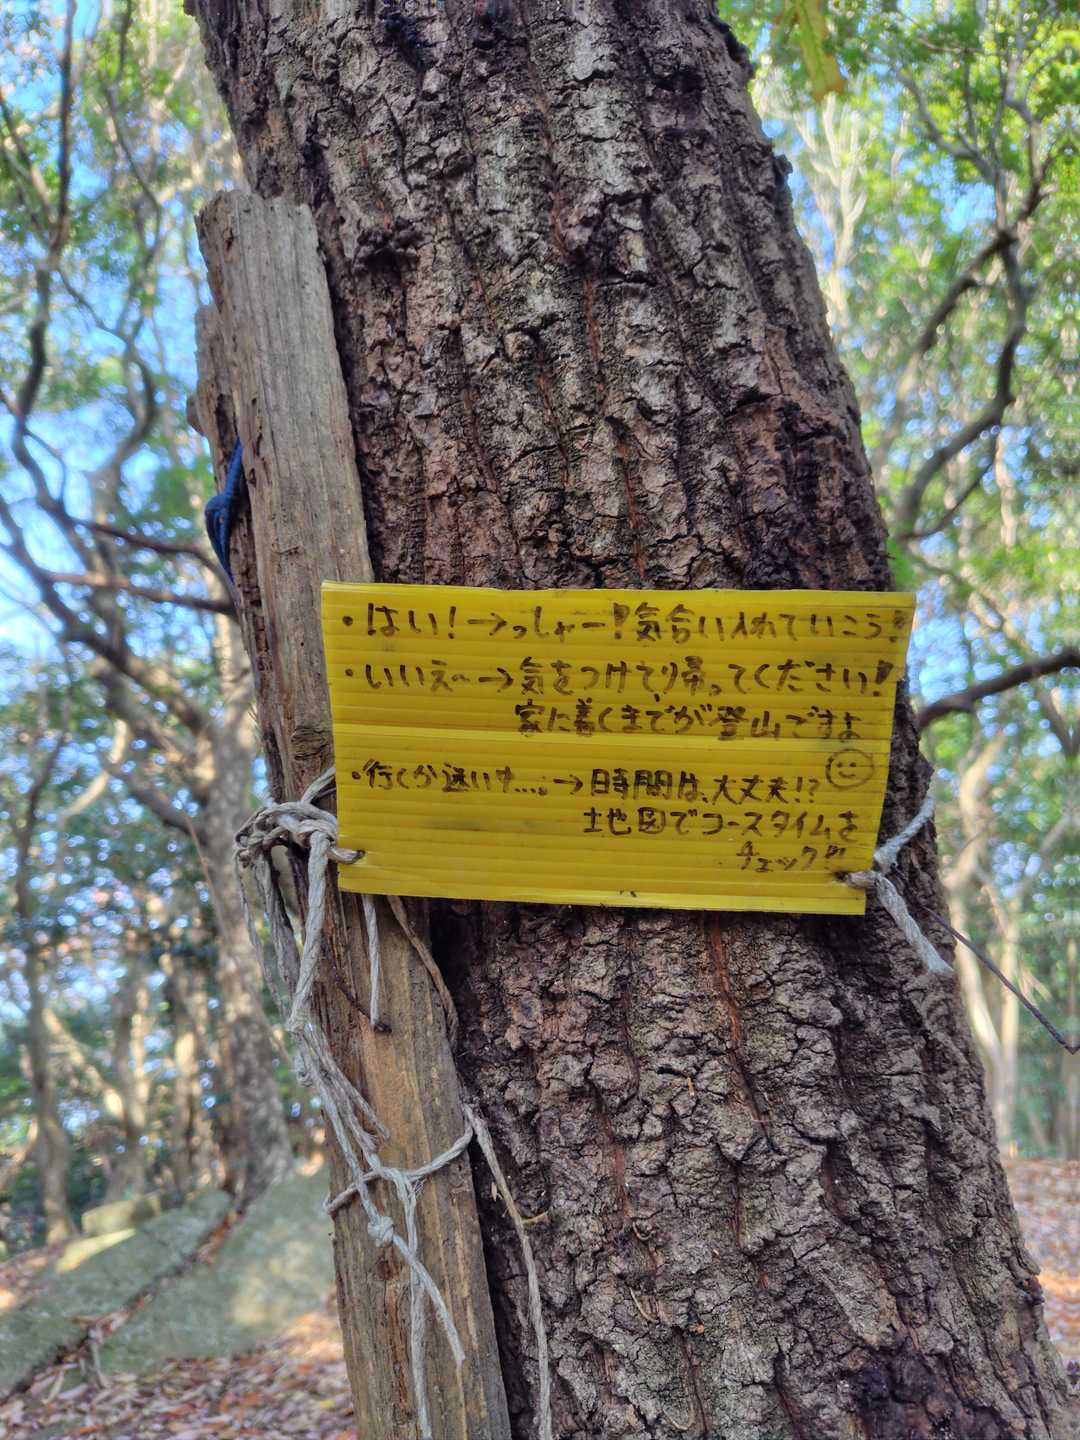 ・はい！→っしゃー！気合い入れていこう！
・いいえ〜→気をつけて帰ってください！
家に着くまでが登山ですよ
・行くか迷い中…。→時間は、大丈夫！？
地図でコースタイムを
チェック！！